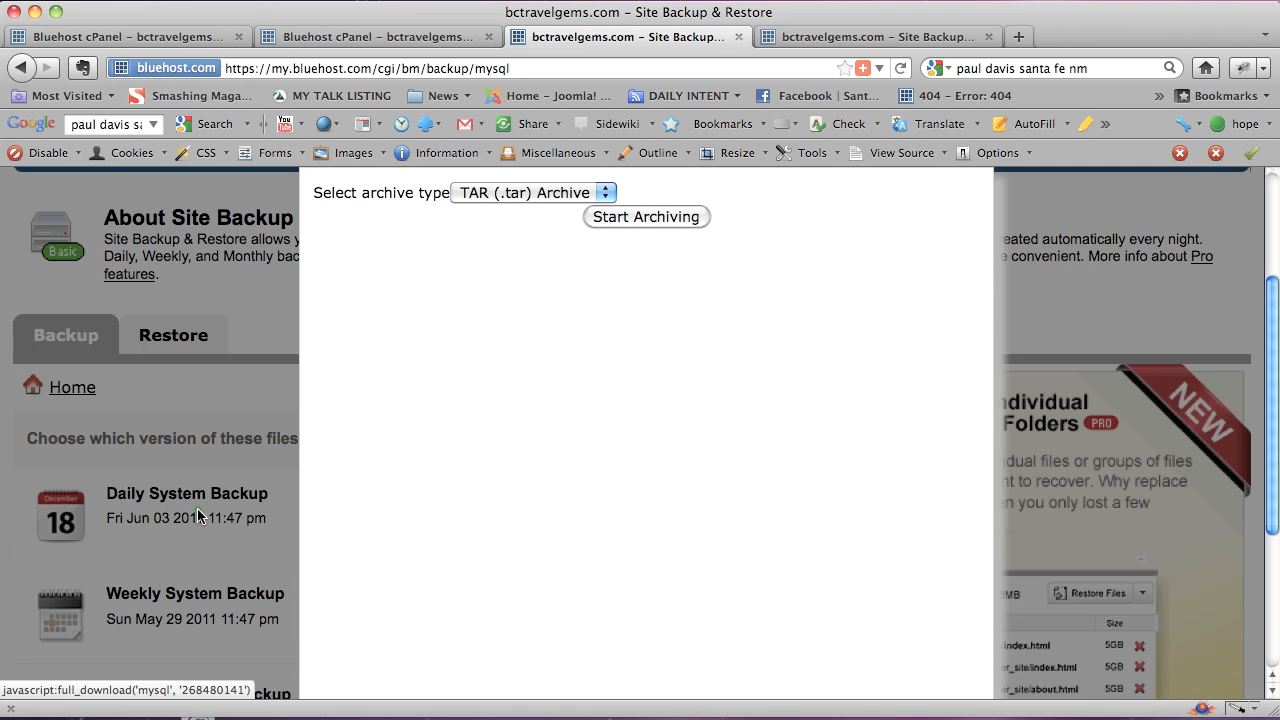 bctravelgems.com – Site Backup & Restore
Bluehost cPanel – bctravelgems... Bluehost cPanel – bctravelgems... bctravelgems.com – Site Backup... bctravelgems.com – Site Backup...
bluehost.com https://my.bluehost.com/cgi/bm/backup/mysql paul davis santa fe nm
Most Visited Smashing Maga... MY TALK LISTING News Home – Joomla! ... DAILY INTENT Facebook | Sant... 404 – Error: 404 » Bookmarks
Google paul davis sa Search You Tube Share Sidewiki Bookmarks Check Translate AutoFill » hope
Disable Cookies CSS Forms Images Information Miscellaneous Outline Resize Tools View Source Options
Select archive type TAR (.tar) Archive
Start Archiving
About Site Backup
Basic
Site Backup & Restore allows y eated automatically every night.
Daily, Weekly, and Monthly bac e convenient. More info about Pro
features.
Backup Restore
Home
Choose which version of these files
ndividual
Folders PRO
NEW
idual files or groups of files
nt to recover. Why replace
en you only lost a few
December
18
Daily System Backup
Fri Jun 03 201 11:47 pm
Weekly System Backup
Sun May 29 2011 11:47 pm
MB Restore Files
Size
index.html 5GB
or_site/index.html 5GB
or_site/about.html 5GB
javascript:full_download('mysql', '268480141') ckup